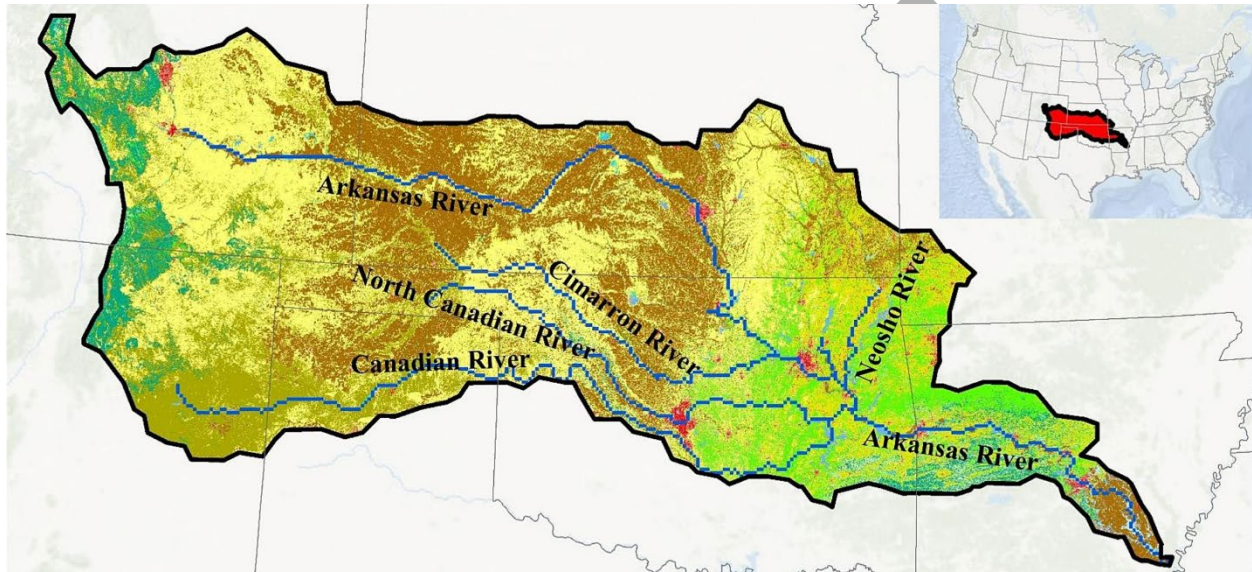 Arkansas River
Cimarron River
North Canadian River
Neosho River
Canadian River
Arkansas River